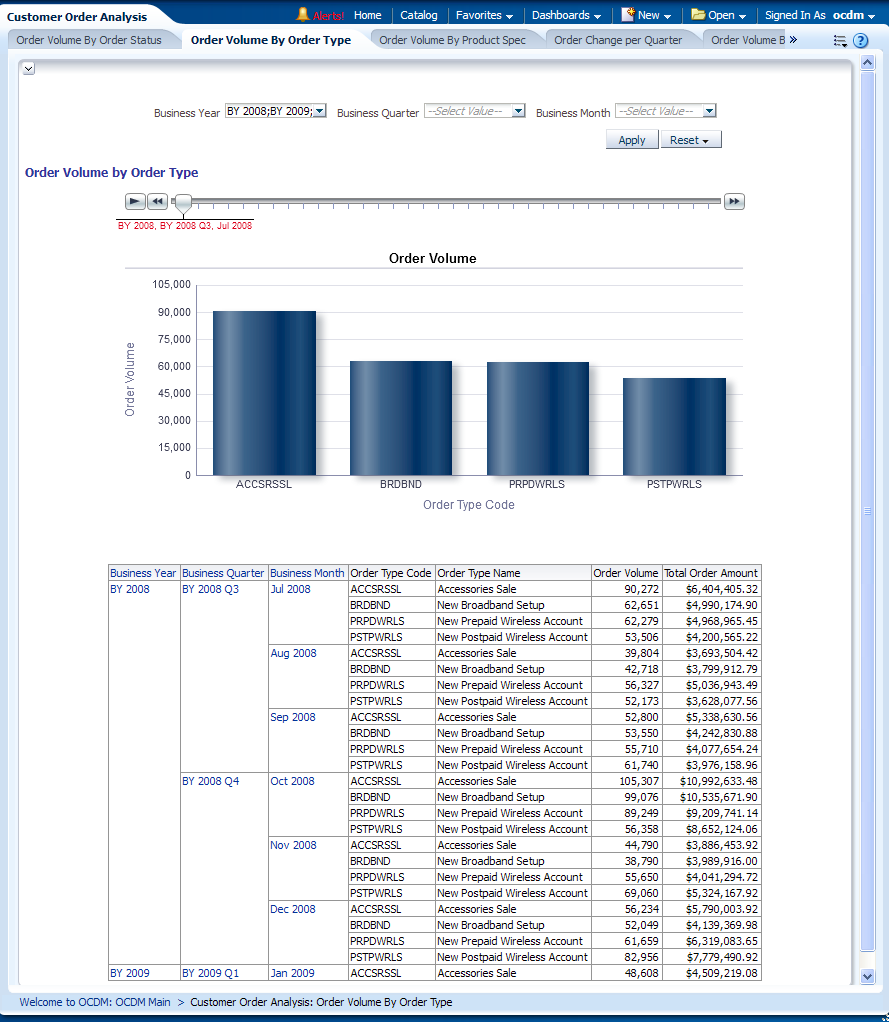 Customer Order Analysis Alerts! Home Catalog Favorites Dashboards New Open Signed In As ocdm
Order Volume By Order Status Order Volume By Order Type Order Volume By Product Spec Order Change per Quarter Order Volume B »
Business Year BY 2008;BY 2009; Business Quarter --Select Value-- Business Month --Select Value--
Apply Reset
Order Volume by Order Type
BY 2008, BY 2008 Q3, Jul 2008
Order Volume
105,000
90,000
75,000
60,000
45,000
30,000
15,000
0
Order Volume
ACCSRSSL BRDBND PRPDWRLS PSTPWRLS
Order Type Code
Business Year Business Quarter Business Month Order Type Code Order Type Name Order Volume Total Order Amount
BY 2008 BY 2008 Q3 Jul 2008 ACCSRSSL Accessories Sale 90,272 $6,404,405.32
BRDBND New Broadband Setup 62,651 $4,990,174.90
PRPDWRLS New Prepaid Wireless Account 62,279 $4,968,965.45
PSTPWRLS New Postpaid Wireless Account 53,506 $4,200,565.22
Aug 2008 ACCSRSSL Accessories Sale 39,804 $3,693,504.42
BRDBND New Broadband Setup 42,718 $3,799,912.79
PRPDWRLS New Prepaid Wireless Account 56,327 $5,036,943.49
PSTPWRLS New Postpaid Wireless Account 52,173 $3,628,077.56
Sep 2008 ACCSRSSL Accessories Sale 52,800 $5,338,630.56
BRDBND New Broadband Setup 53,550 $4,242,830.88
PRPDWRLS New Prepaid Wireless Account 55,710 $4,077,654.24
PSTPWRLS New Postpaid Wireless Account 61,740 $3,976,158.96
BY 2008 Q4 Oct 2008 ACCSRSSL Accessories Sale 105,307 $10,992,633.48
BRDBND New Broadband Setup 99,076 $10,535,671.90
PRPDWRLS New Prepaid Wireless Account 89,249 $9,209,741.14
PSTPWRLS New Postpaid Wireless Account 56,358 $8,652,124.06
Nov 2008 ACCSRSSL Accessories Sale 44,790 $3,886,453.92
BRDBND New Broadband Setup 38,790 $3,989,916.00
PRPDWRLS New Prepaid Wireless Account 55,650 $4,041,294.72
PSTPWRLS New Postpaid Wireless Account 69,060 $5,324,167.92
Dec 2008 ACCSRSSL Accessories Sale 56,234 $5,790,003.92
BRDBND New Broadband Setup 52,049 $4,139,369.98
PRPDWRLS New Prepaid Wireless Account 61,659 $6,319,083.65
PSTPWRLS New Postpaid Wireless Account 82,956 $7,779,490.92
BY 2009 BY 2009 Q1 Jan 2009 ACCSRSSL Accessories Sale 48,608 $4,509,219.08
Welcome to OCDM: OCDM Main > Customer Order Analysis: Order Volume By Order Type